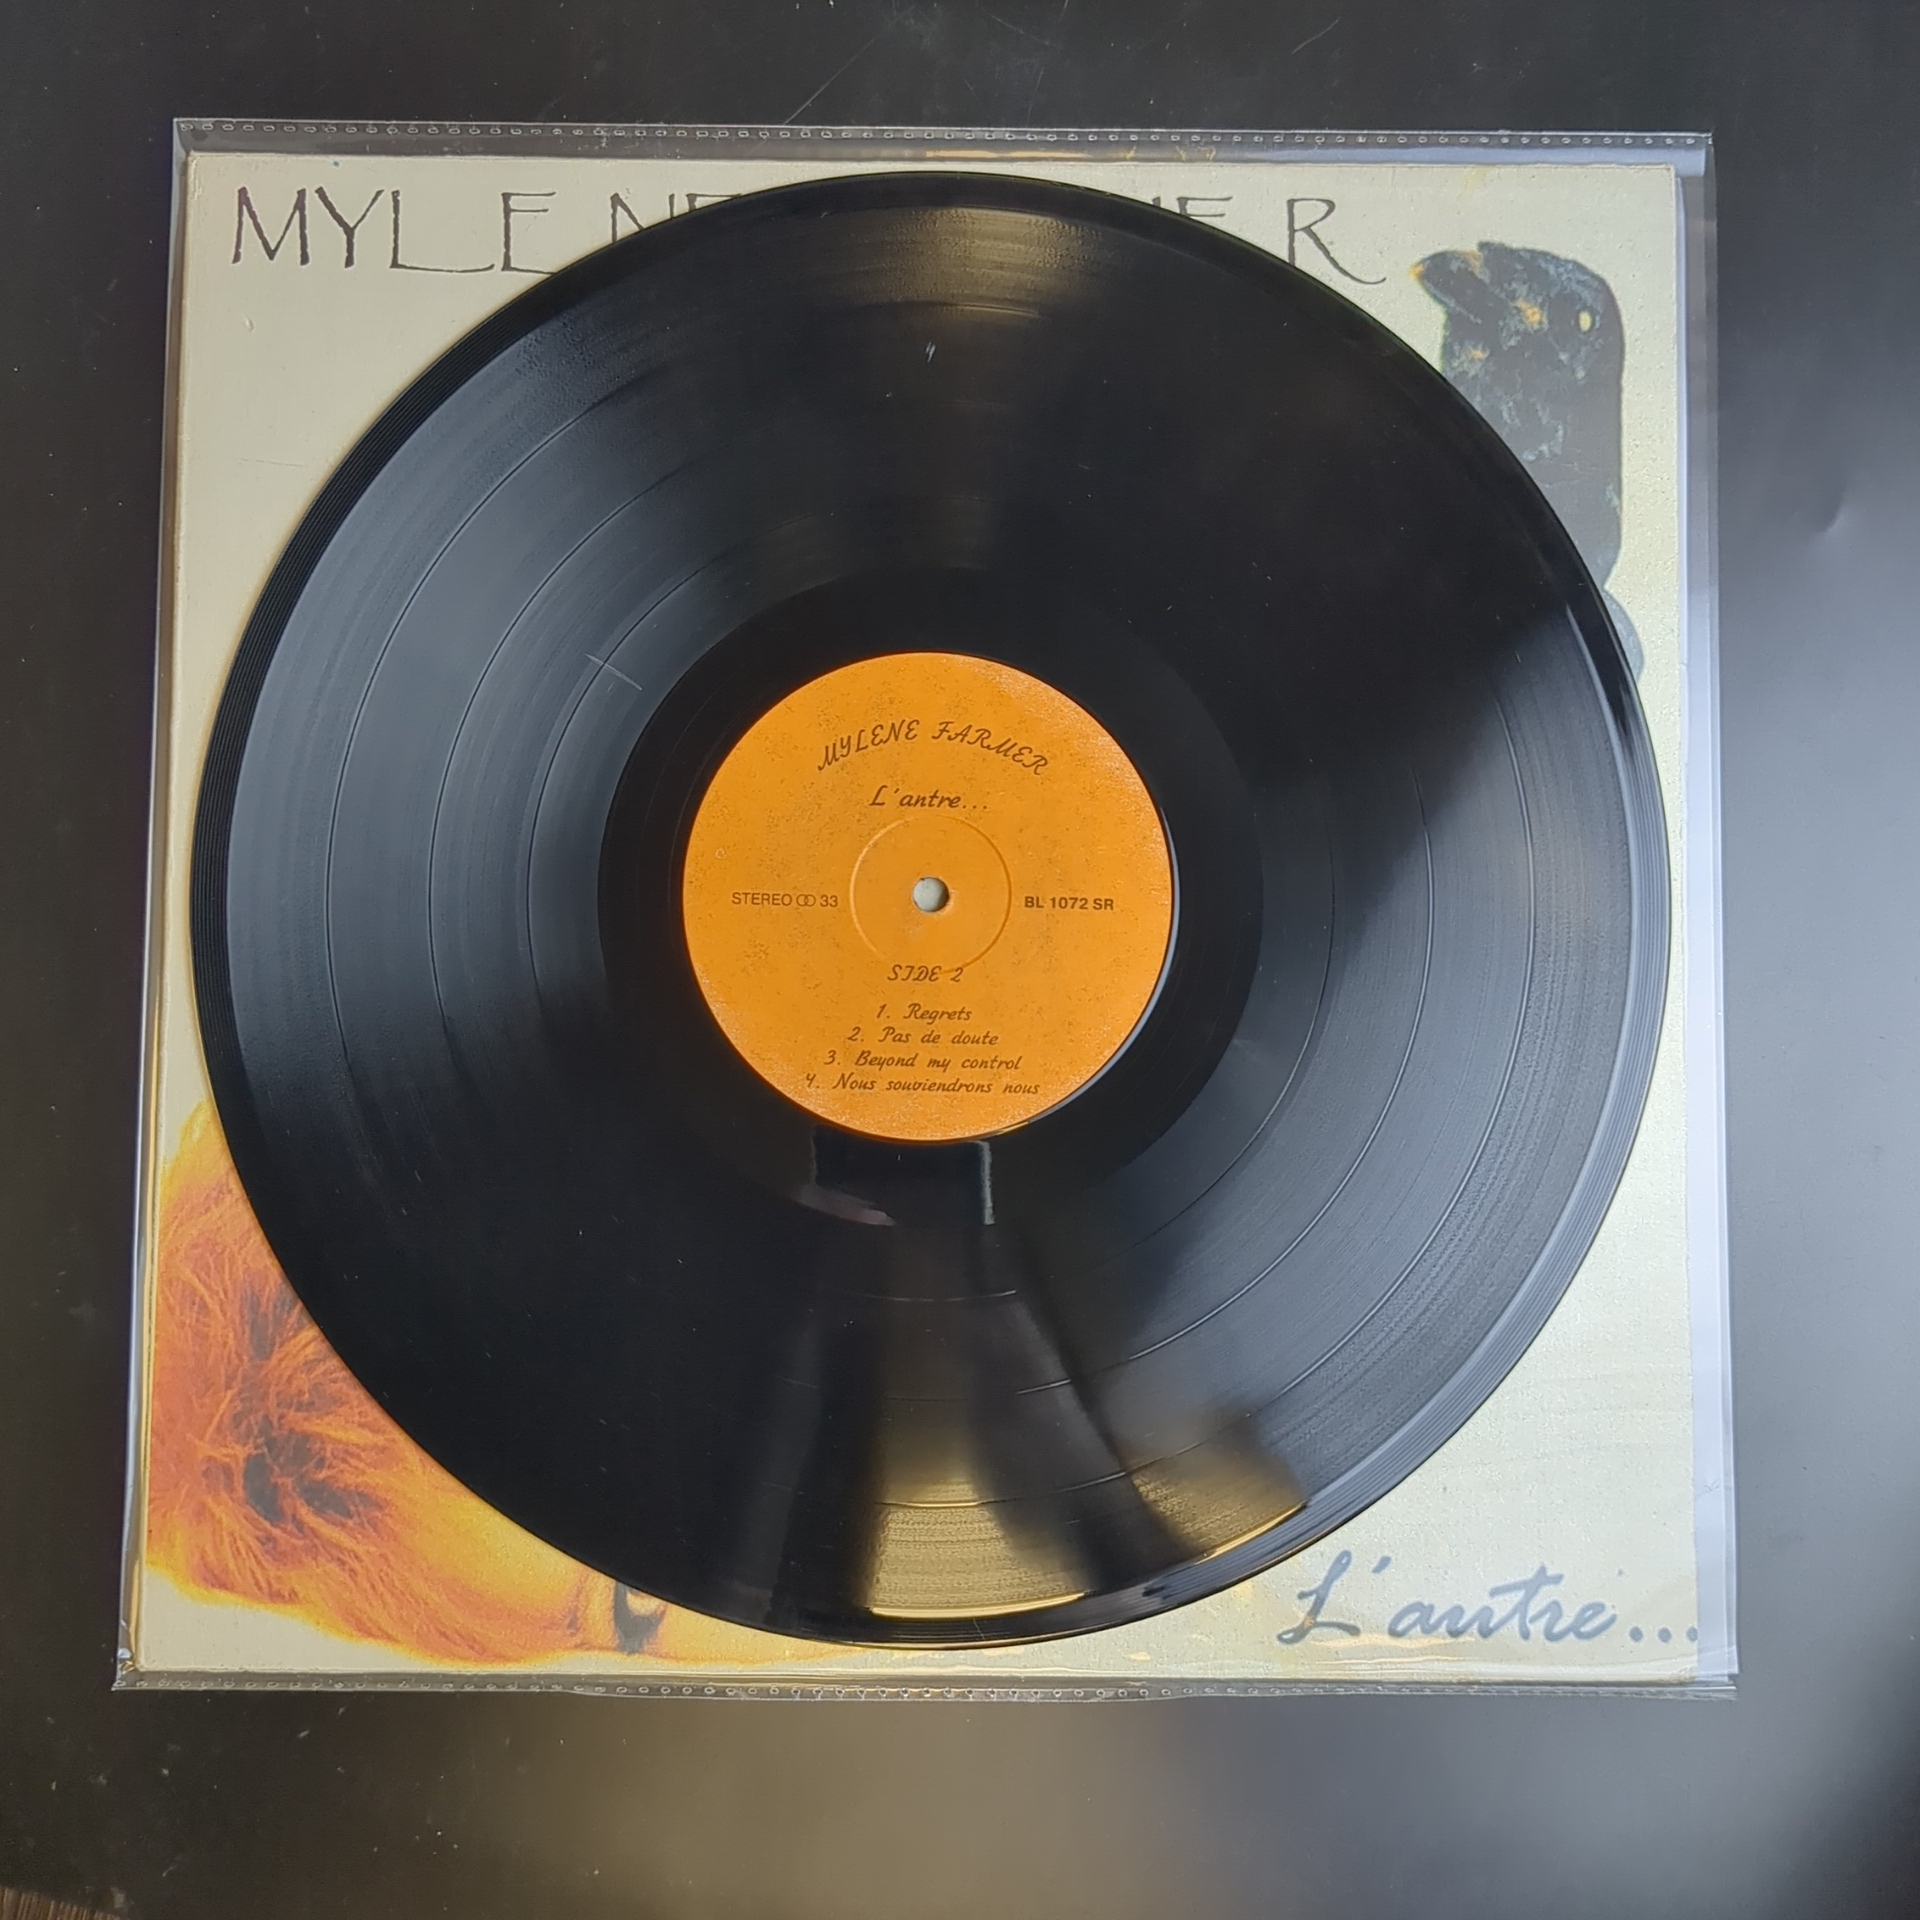 MYLENE
R
MYLENE FARMER
L'antre...
STEREO 33
BL 1072 SR
SIDE 2
1. Regrets
2. Pas de doute
3. Beyond my control
4. Nous souviendrons nous
L'autre...